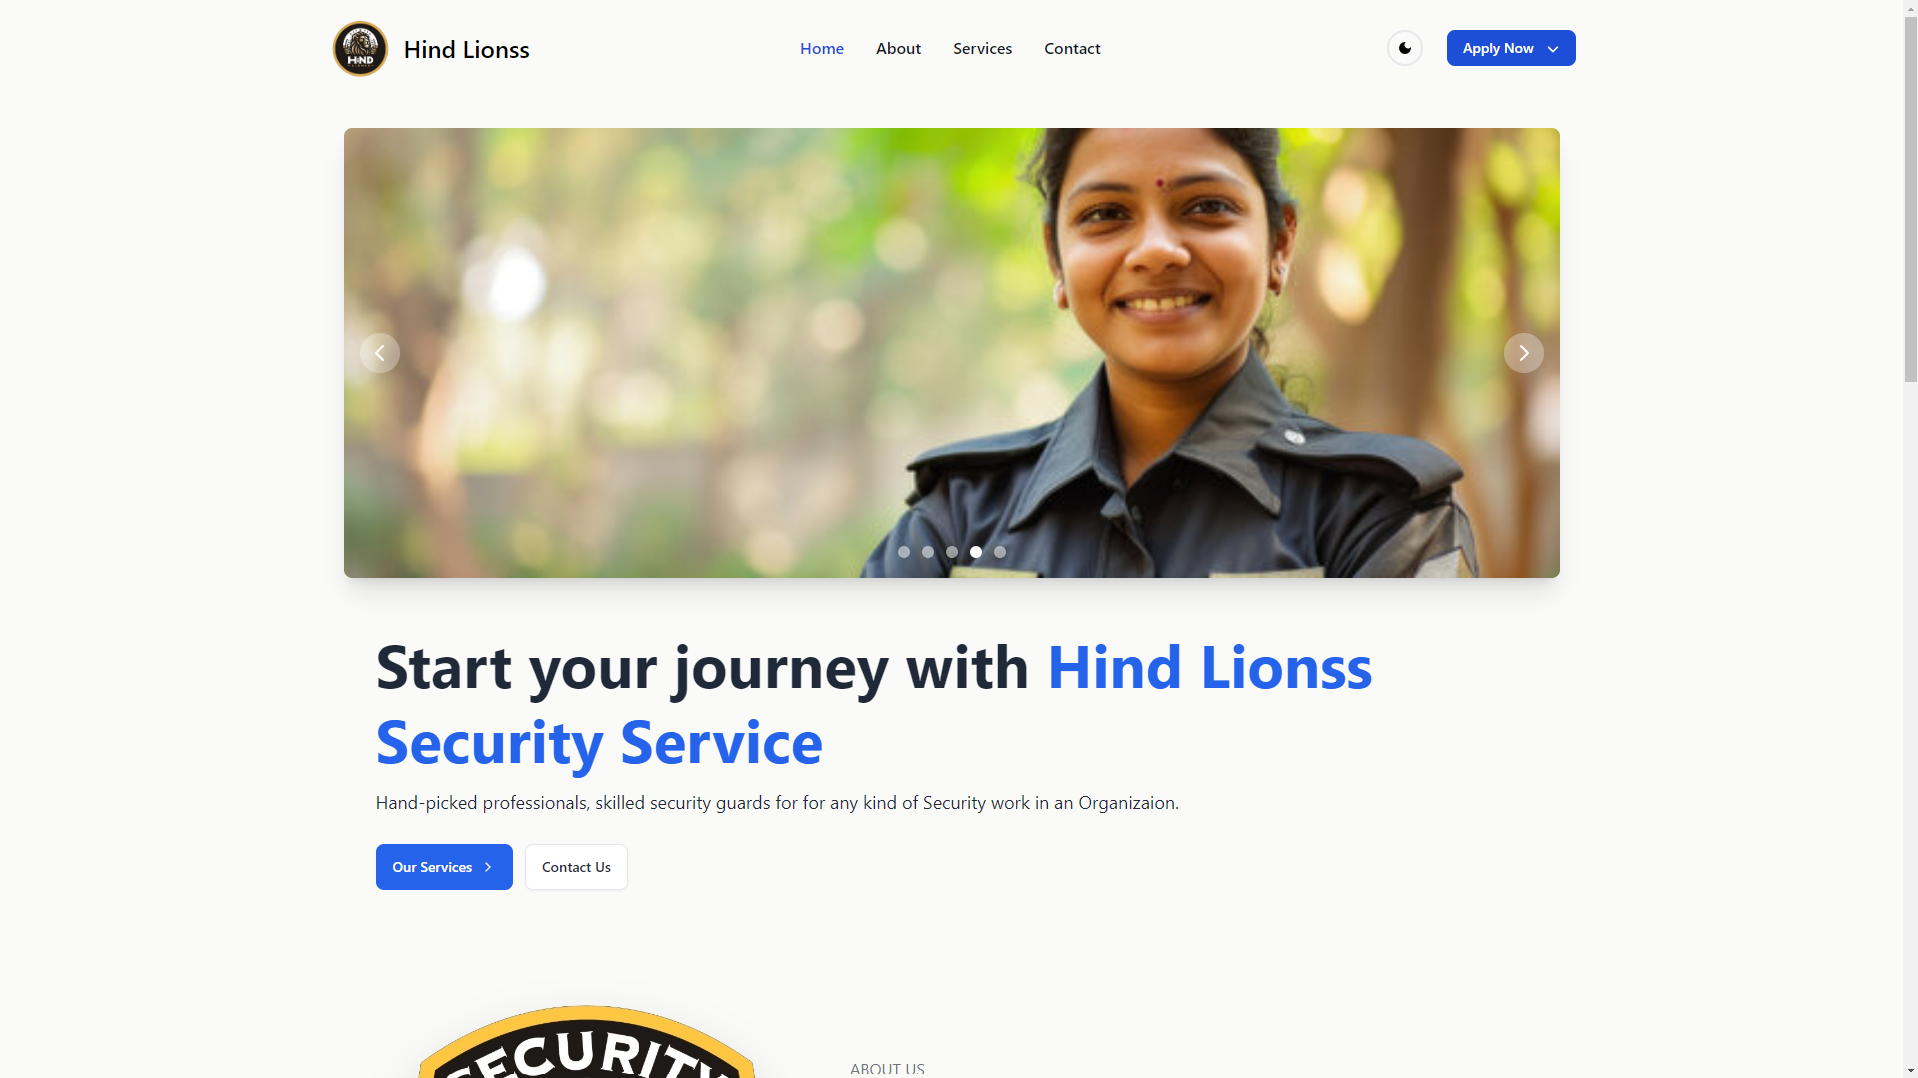 HIND
Hind Lionss
Home
About
Services
Contact
Apply Now
Start your journey with Hind Lionss
Security Service
Hand-picked professionals, skilled security guards for for any kind of Security work in an Organizaion.
Our Services
Contact Us
SECURITY
ABOUT US